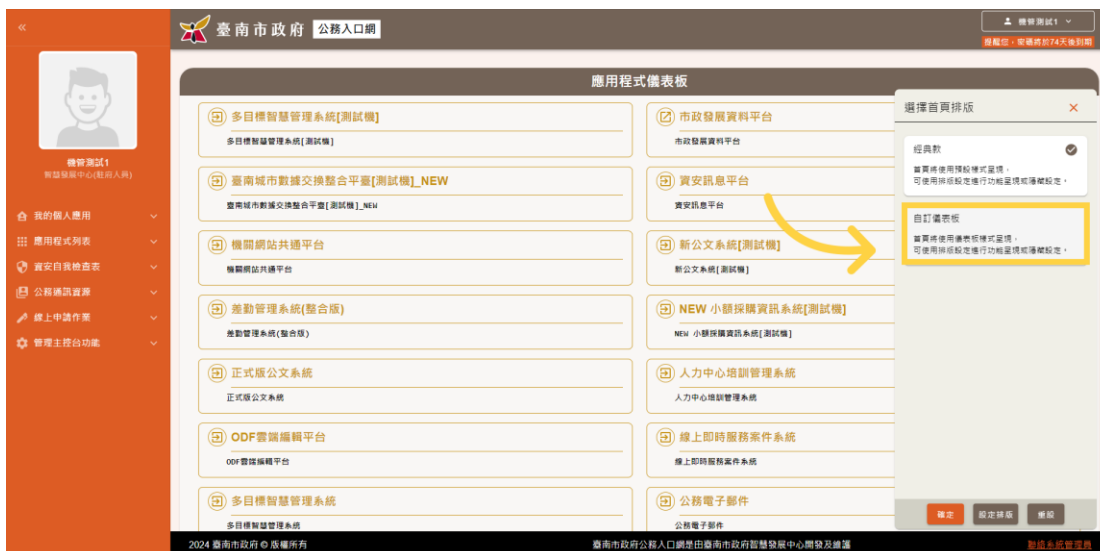 «
臺南市政府 公務入口網
機管測試1
提醒您，密碼將於74天後到期
機管測試1
智慧發展中心(駐府人員)
我的個人應用
應用程式列表
資安自我檢查表
公務通訊資源
線上申請作業
管理主控台功能
應用程式儀表板
多目標智慧管理系統[測試機]
多目標智慧管理系統[測試機]
市政發展資料平台
市政發展資料平台
臺南城市數據交換整合平臺[測試機]_NEW
臺南城市數據交換整合平臺[測試機]_NEW
資安訊息平台
資安訊息平台
機關網站共通平台
機關網站共通平台
新公文系統[測試機]
新公文系統[測試機]
差勤管理系統(整合版)
差勤管理系統(整合版)
NEW 小額採購資訊系統[測試機]
NEW 小額採購資訊系統[測試機]
正式版公文系統
正式版公文系統
人力中心培訓管理系統
人力中心培訓管理系統
ODF雲端編輯平台
ODF雲端編輯平台
線上即時服務案件系統
線上即時服務案件系統
多目標智慧管理系統
多目標智慧管理系統
公務電子郵件
公務電子郵件
選擇首頁排版
經典款
首頁將使用預設樣式呈現，
可使用排版設定進行功能呈現或隱藏設定。
自訂儀表板
首頁將使用儀表板樣式呈現，
可使用排版設定進行功能呈現或隱藏設定。
確定
設定排版
重設
2024 臺南市政府 © 版權所有
臺南市政府公務入口網是由臺南市政府智慧發展中心開發及維護
聯絡系統管理員